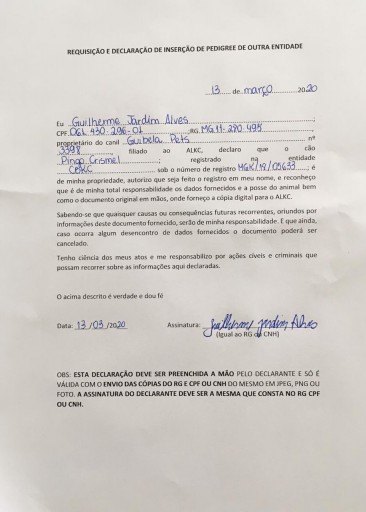 REQUISIÇÃO E DECLARAÇÃO DE INSERÇÃO DE PEDIGREE DE OUTRA ENTIDADE
13 de março 2020
Eu Guilherme Jardim Alves
CPF 061.430.296-01 RG MG 11.280.495
proprietário do canil Guibela Pets nº
3398 filiado ao ALKC, declaro que o cão
Pingo Crismel; registrado na entidade
CBKC sob o número de registro MGK/19/05633; é
de minha propriedade, autorizo que seja feito o registro em meu nome, e reconheço
que é de minha total responsabilidade os dados fornecidos e a posse do animal bem
como o documento original em mãos, onde forneço a cópia digital para o ALKC.
Sabendo-se que quaisquer causas ou consequências futuras recorrentes, oriundos por
informações deste documento fornecido, serão de minha responsabilidade. E que ainda,
caso ocorra algum desencontro de dados fornecidos o documento poderá ser
cancelado.
Tenho ciência dos meus atos e me responsabilizo por ações cíveis e criminais que
possam recorrer sobre as informações aqui declaradas.
O acima descrito é verdade e dou fé
Data: 13/03/2020 Assinatura: Guilherme Jardim Alves
(Igual ao RG ou CNH)
OBS: ESTA DECLARAÇÃO DEVE SER PREENCHIDA A MÃO PELO DECLARANTE E SÓ É
VÁLIDA COM O ENVIO DAS CÓPIAS DO RG E CPF OU CNH DO MESMO EM JPEG, PNG OU
FOTO. A ASSINATURA DO DECLARANTE DEVE SER A MESMA QUE CONSTA NO RG CPF
OU CNH.